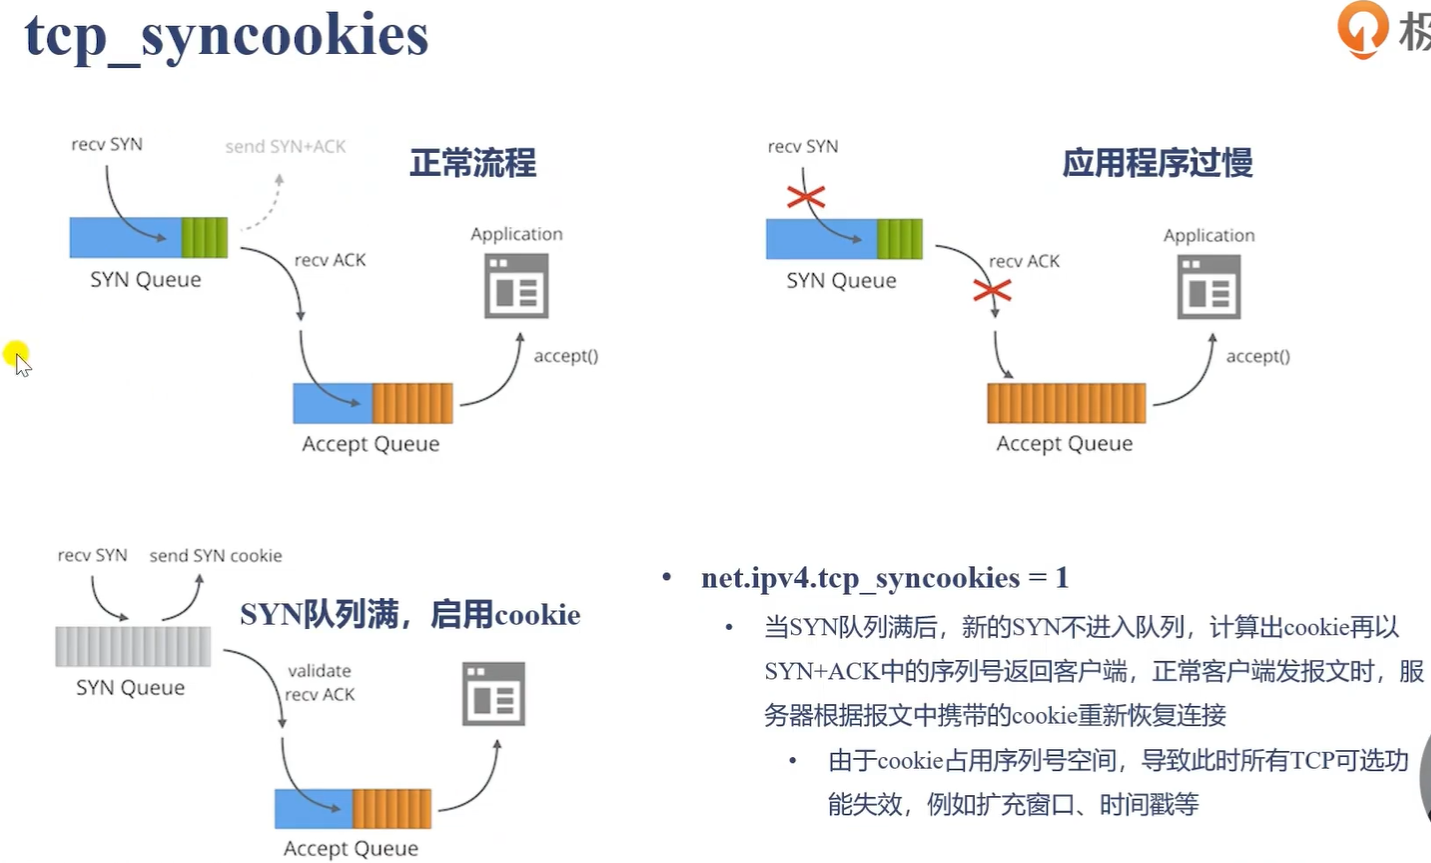 tcp_syncookies
极
recv SYN
send SYN+ACK
正常流程
SYN Queue
recv ACK
Application
accept()
Accept Queue
recv SYN
应用程序过慢
SYN Queue
recv ACK
Application
accept()
Accept Queue
recv SYN
send SYN cookie
SYN队列满，启用cookie
SYN Queue
validate
recv ACK
Accept Queue
• net.ipv4.tcp_syncookies = 1
• 当SYN队列满后，新的SYN不进入队列，计算出cookie再以
SYN+ACK中的序列号返回客户端，正常客户端发报文时，服
务器根据报文中携带的cookie重新恢复连接
• 由于cookie占用序列号空间，导致此时所有TCP可选功
能失效，例如扩充窗口、时间戳等